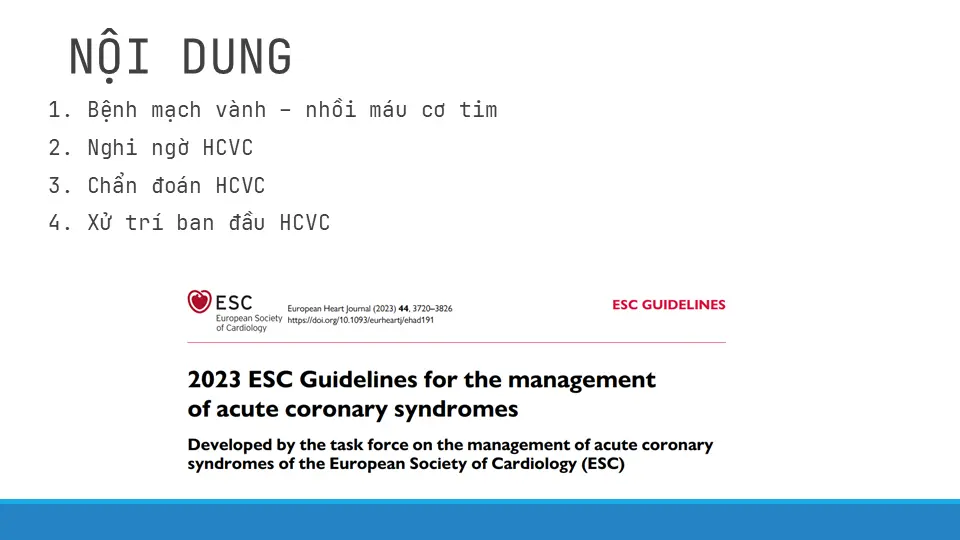 NỘI DUNG
1. Bệnh mạch vành – nhồi máu cơ tim
2. Nghi ngờ HCVC
3. Chẩn đoán HCVC
4. Xử trí ban đầu HCVC
ESC
European Society
of Cardiology
European Heart Journal (2023) 44, 3720–3826
https://doi.org/10.1093/eurheartj/ehad191
ESC GUIDELINES
2023 ESC Guidelines for the management
of acute coronary syndromes
Developed by the task force on the management of acute coronary
syndromes of the European Society of Cardiology (ESC)